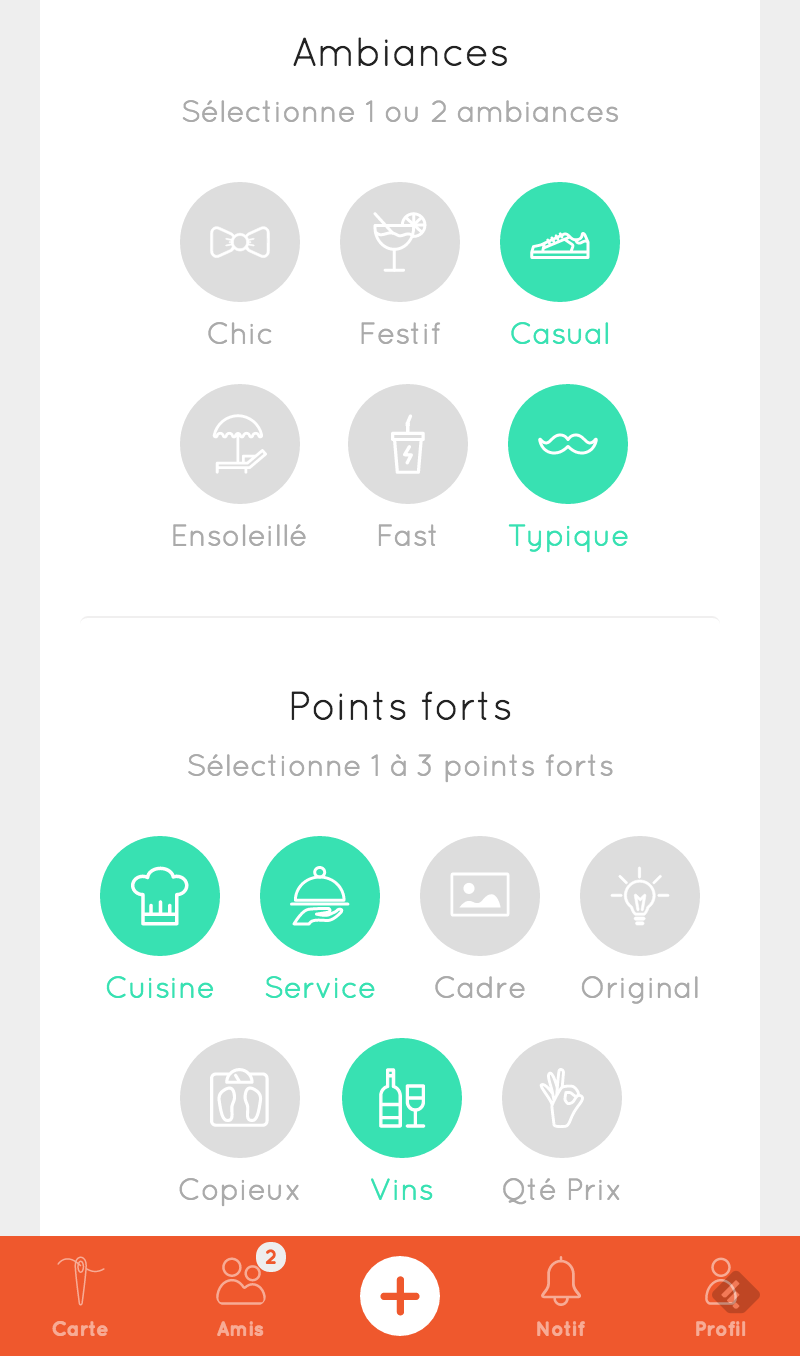 Ambiances
Sélectionne 1 ou 2 ambiances
Chic Festif Casual
Ensoleillé Fast Typique
Points forts
Sélectionne 1 à 3 points forts
Cuisine Service Cadre Original
Copieux Vins Qté Prix
2
Carte Amis Notif Profil